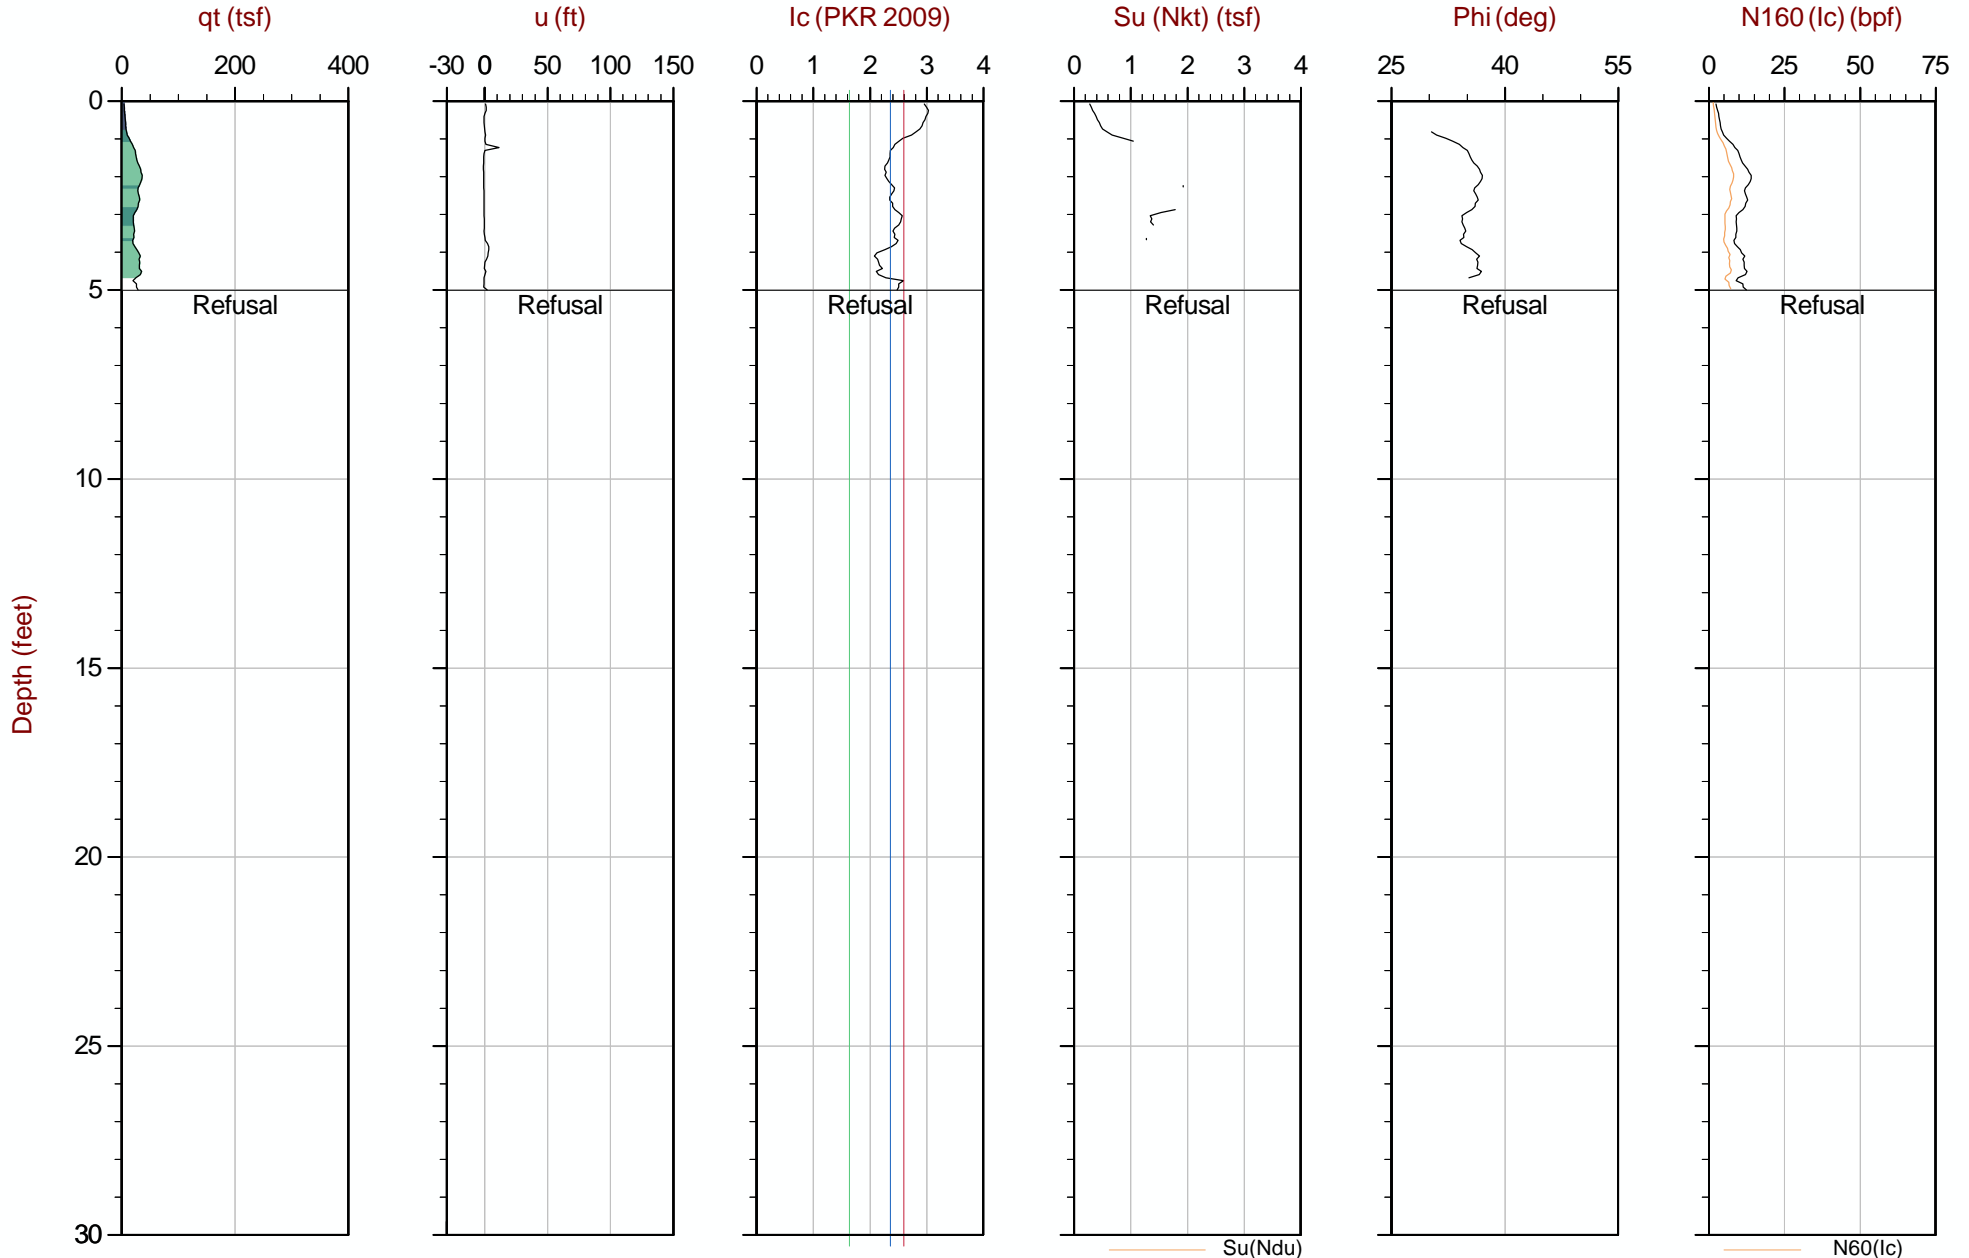 qt (tsf) u (ft) Ic (PKR 2009) Su (Nkt) (tsf) Phi (deg) N160 (Ic) (bpf)
0 200 400 -30 0 50 100 150 0 1 2 3 4 0 1 2 3 4 25 40 55 0 25 50 75
0
5
Refusal Refusal Refusal Refusal Refusal Refusal
10
15
20
25
30
Depth (feet)
Su(Ndu) N60(Ic)